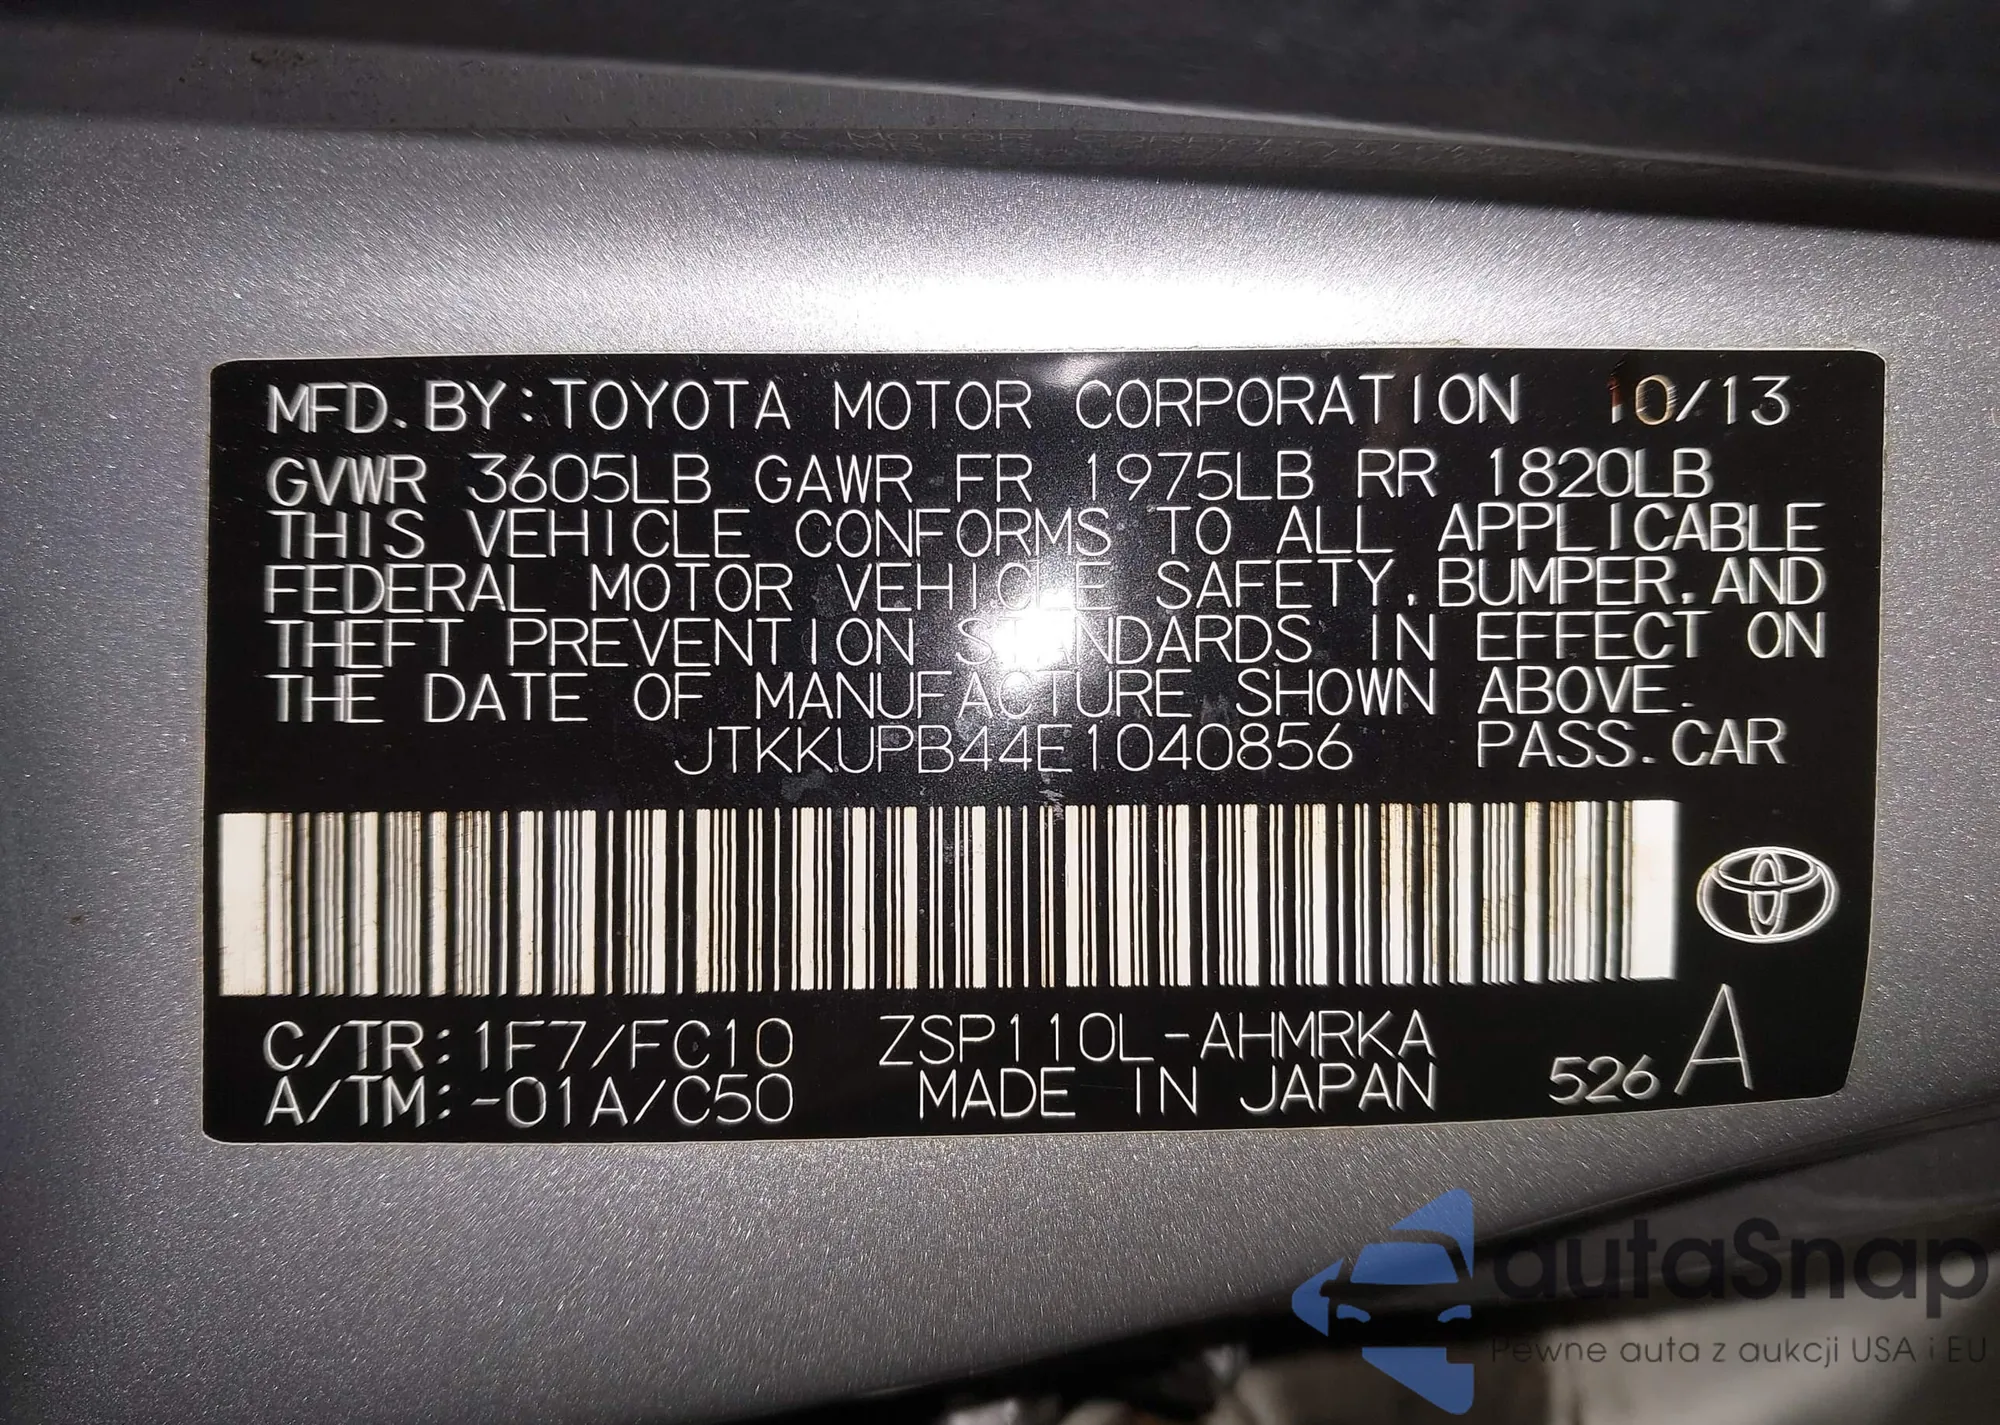 MFD. BY: TOYOTA MOTOR CORPORATION 10/13
GVWR 3605LB GAWR FR 1975LB RR 1820LB
THIS VEHICLE CONFORMS TO ALL APPLICABLE
FEDERAL MOTOR VEHICLE SAFETY, BUMPER, AND
THEFT PREVENTION STANDARDS IN EFFECT ON
THE DATE OF MANUFACTURE SHOWN ABOVE.
JTKKUPB44E1040856 PASS. CAR
C/TR: 1F7/FC10 ZSP110L-AHMRKA
A/TM: -01A/C50 MADE IN JAPAN 526 A
autaSnap
Pewne auta z aukcji USA i EU